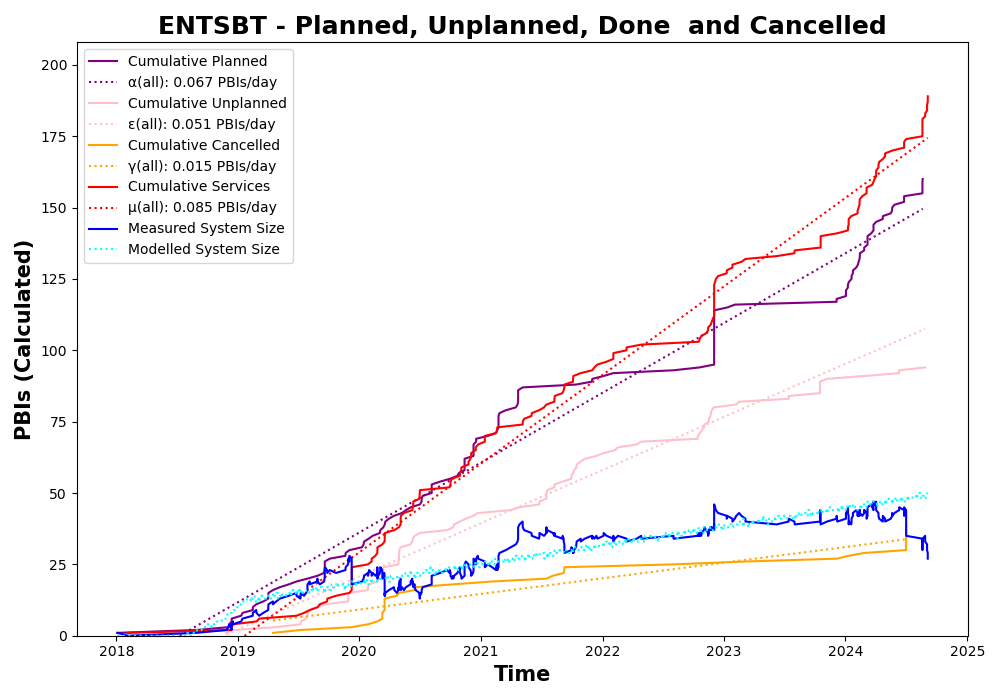 ENTSBT - Planned, Unplanned, Done  and Cancelled
Cumulative Planned
α(all): 0.067 PBIs/day
Cumulative Unplanned
ε(all): 0.051 PBIs/day
Cumulative Cancelled
γ(all): 0.015 PBIs/day
Cumulative Services
μ(all): 0.085 PBIs/day
Measured System Size
Modelled System Size
PBIs (Calculated)
200
175
150
125
100
75
50
25
0
2018 2019 2020 2021 2022 2023 2024 2025
Time